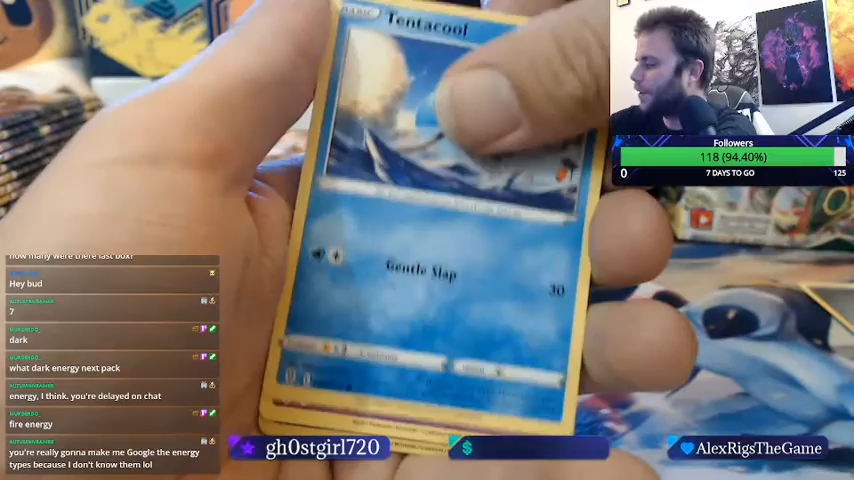 BASIC
Tentacool
Gentle Slap
30
Followers
118 (94.40%)
0
7 DAYS TO GO
125
how many were there last box?
Hey bud
7
dark
what dark energy next pack
energy, I think. you're delayed on chat
fire energy
you're really gonna make me Google the energy
types because I don't know them lol
gh0stgirl720
$
AlexRigsTheGame